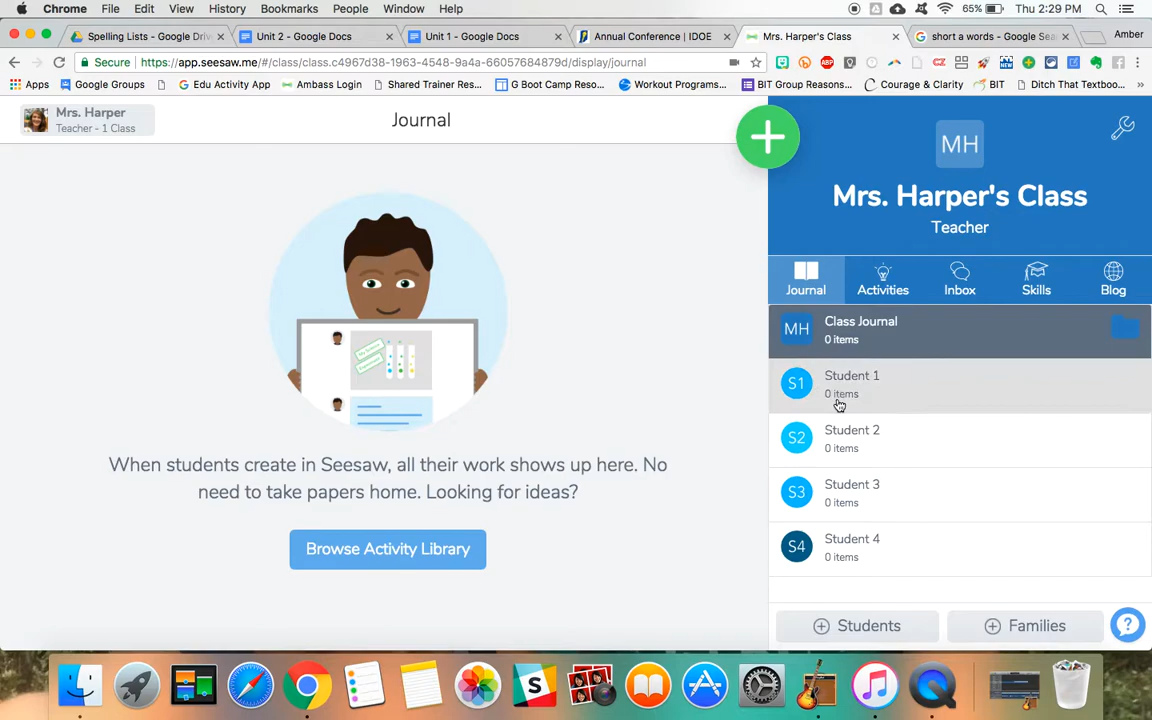 Chrome File Edit View History Bookmarks People Window Help 65% Thu 2:29 PM
Spelling Lists - Google Driv Unit 2 - Google Docs Unit 1 - Google Docs Annual Conference | IDOE Mrs. Harper's Class short a words - Google Sea Amber
Secure https://app.seesaw.me/#/class/class.c4967d38-1963-4548-9a4a-66057684879d/display/journal
Apps Google Groups Edu Activity App Ambass Login Shared Trainer Res... G Boot Camp Reso... Workout Programs... BIT Group Reasons... Courage & Clarity BIT Ditch That Textboo... »
Mrs. Harper
Teacher - 1 Class
Journal
MH
Mrs. Harper's Class
Teacher
Journal Activities Inbox Skills Blog
MH Class Journal
0 items
S1 Student 1
0 items
S2 Student 2
0 items
S3 Student 3
0 items
S4 Student 4
0 items
When students create in Seesaw, all their work shows up here. No
need to take papers home. Looking for ideas?
Browse Activity Library
Students Families ?